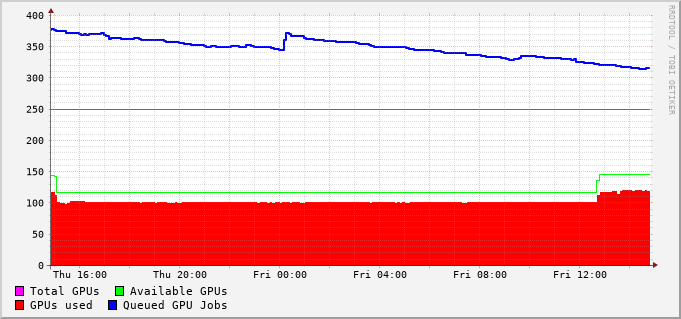 400
350
300
250
200
150
100
50
0
Thu 16:00 Thu 20:00 Fri 00:00 Fri 04:00 Fri 08:00 Fri 12:00
Total GPUs Available GPUs
GPUs used Queued GPU Jobs
RRDTOOL / TOBI OETIKER